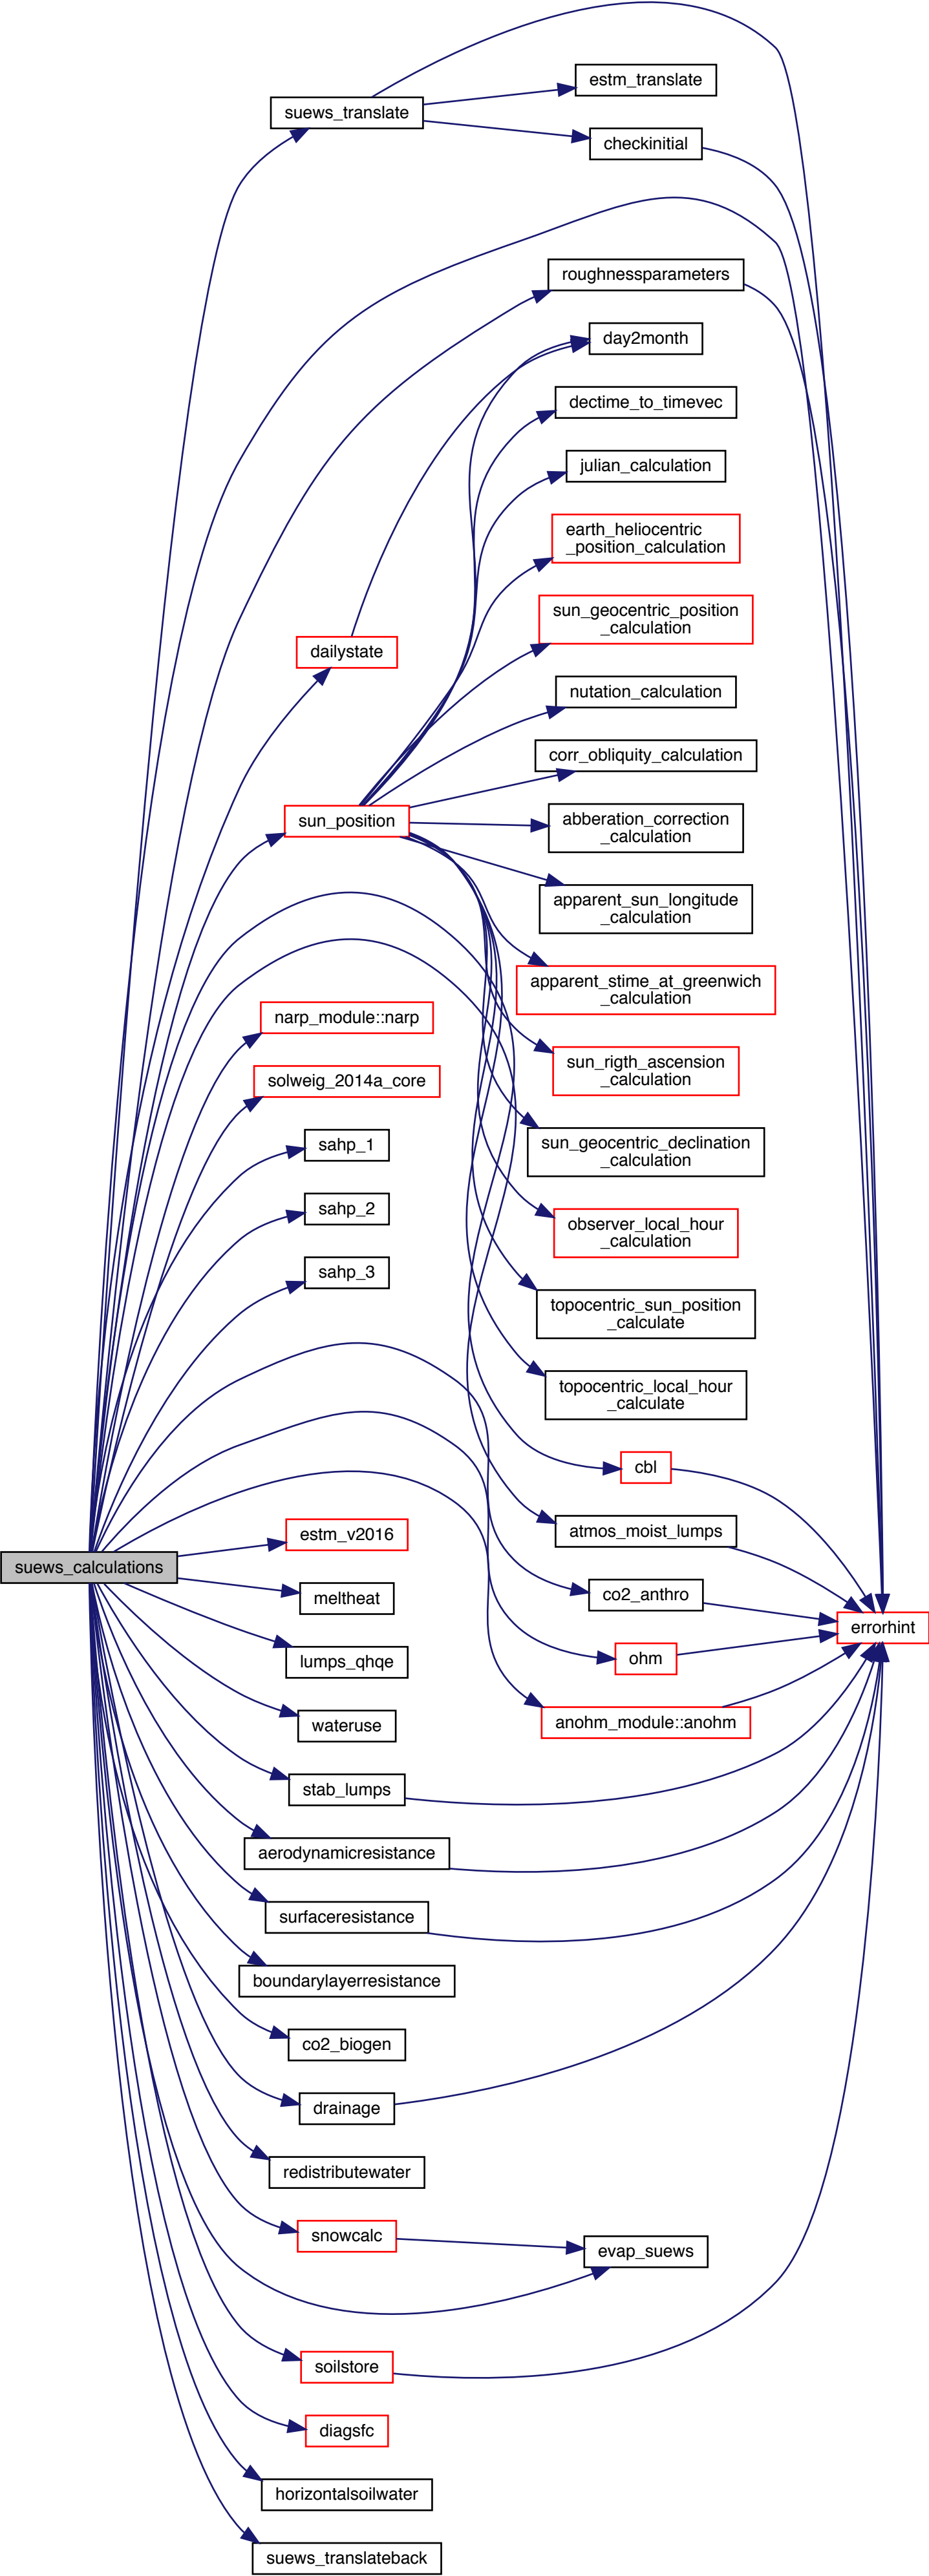 estm_translate
suews_translate
checkinitial
roughnessparameters
day2month
dectime_to_timevec
julian_calculation
earth_heliocentric
_position_calculation
sun_geocentric_position
_calculation
dailystate
nutation_calculation
corr_obliquity_calculation
sun_position
abberation_correction
_calculation
apparent_sun_longitude
_calculation
apparent_stime_at_greenwich
_calculation
narp_module::narp
sun_rigth_ascension
_calculation
solweig_2014a_core
sahp_1
sun_geocentric_declination
_calculation
sahp_2
observer_local_hour
_calculation
sahp_3
topocentric_sun_position
_calculate
topocentric_local_hour
_calculate
cbl
estm_v2016
atmos_moist_lumps
suews_calculations
meltheat
co2_anthro
errorhint
lumps_qhqe
ohm
wateruse
anohm_module::anohm
stab_lumps
aerodynamicresistance
surfaceresistance
boundarylayerresistance
co2_biogen
drainage
redistributewater
snowcalc
evap_suews
soilstore
diagsfc
horizontalsoilwater
suews_translateback